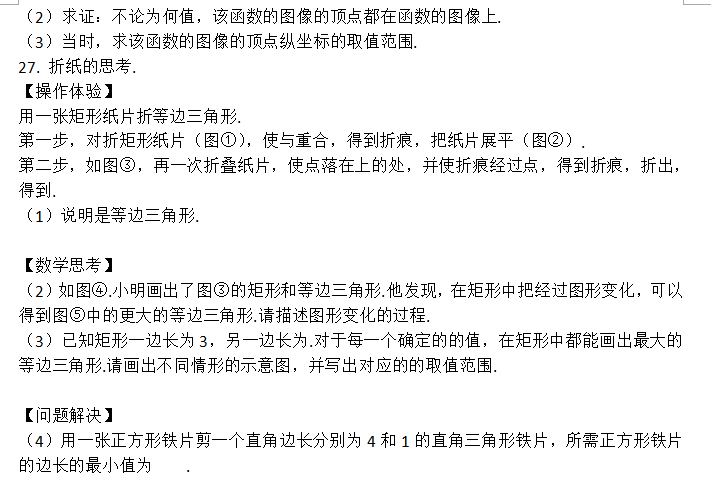 （2）求证：不论为何值，该函数的图像的顶点都在函数的图像上.
（3）当时，求该函数的图像的顶点纵坐标的取值范围.
27. 折纸的思考.
【操作体验】
用一张矩形纸片折等边三角形.
第一步，对折矩形纸片（图①），使与重合，得到折痕，把纸片展平（图②）.
第二步，如图③，再一次折叠纸片，使点落在上的处，并使折痕经过点，得到折痕，折出，
得到.
（1）说明是等边三角形.
【数学思考】
（2）如图④.小明画出了图③的矩形和等边三角形.他发现，在矩形中把经过图形变化，可以
得到图⑤中的更大的等边三角形.请描述图形变化的过程.
（3）已知矩形一边长为 3，另一边长为.对于每一个确定的的值，在矩形中都能画出最大的
等边三角形.请画出不同情形的示意图，并写出对应的的取值范围.
【问题解决】
（4）用一张正方形铁片剪一个直角边长分别为 4 和 1 的直角三角形铁片，所需正方形铁片
的边长的最小值为 .